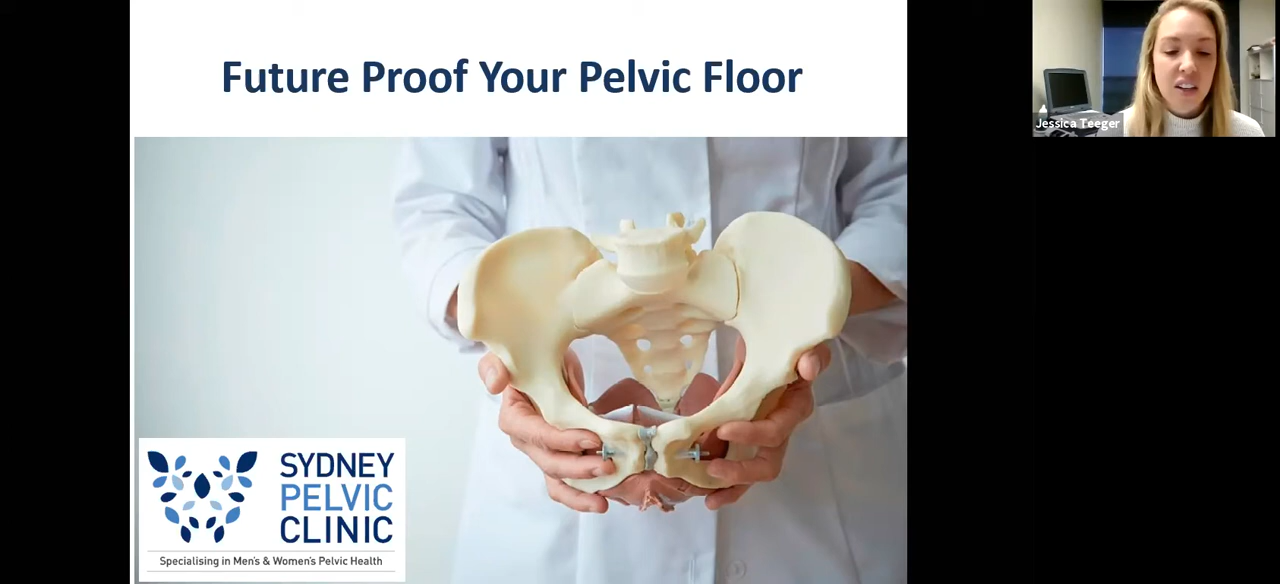 Future Proof Your Pelvic Floor
Jessica Teeger
SYDNEY
PELVIC
CLINIC
Specialising in Men's & Women's Pelvic Health